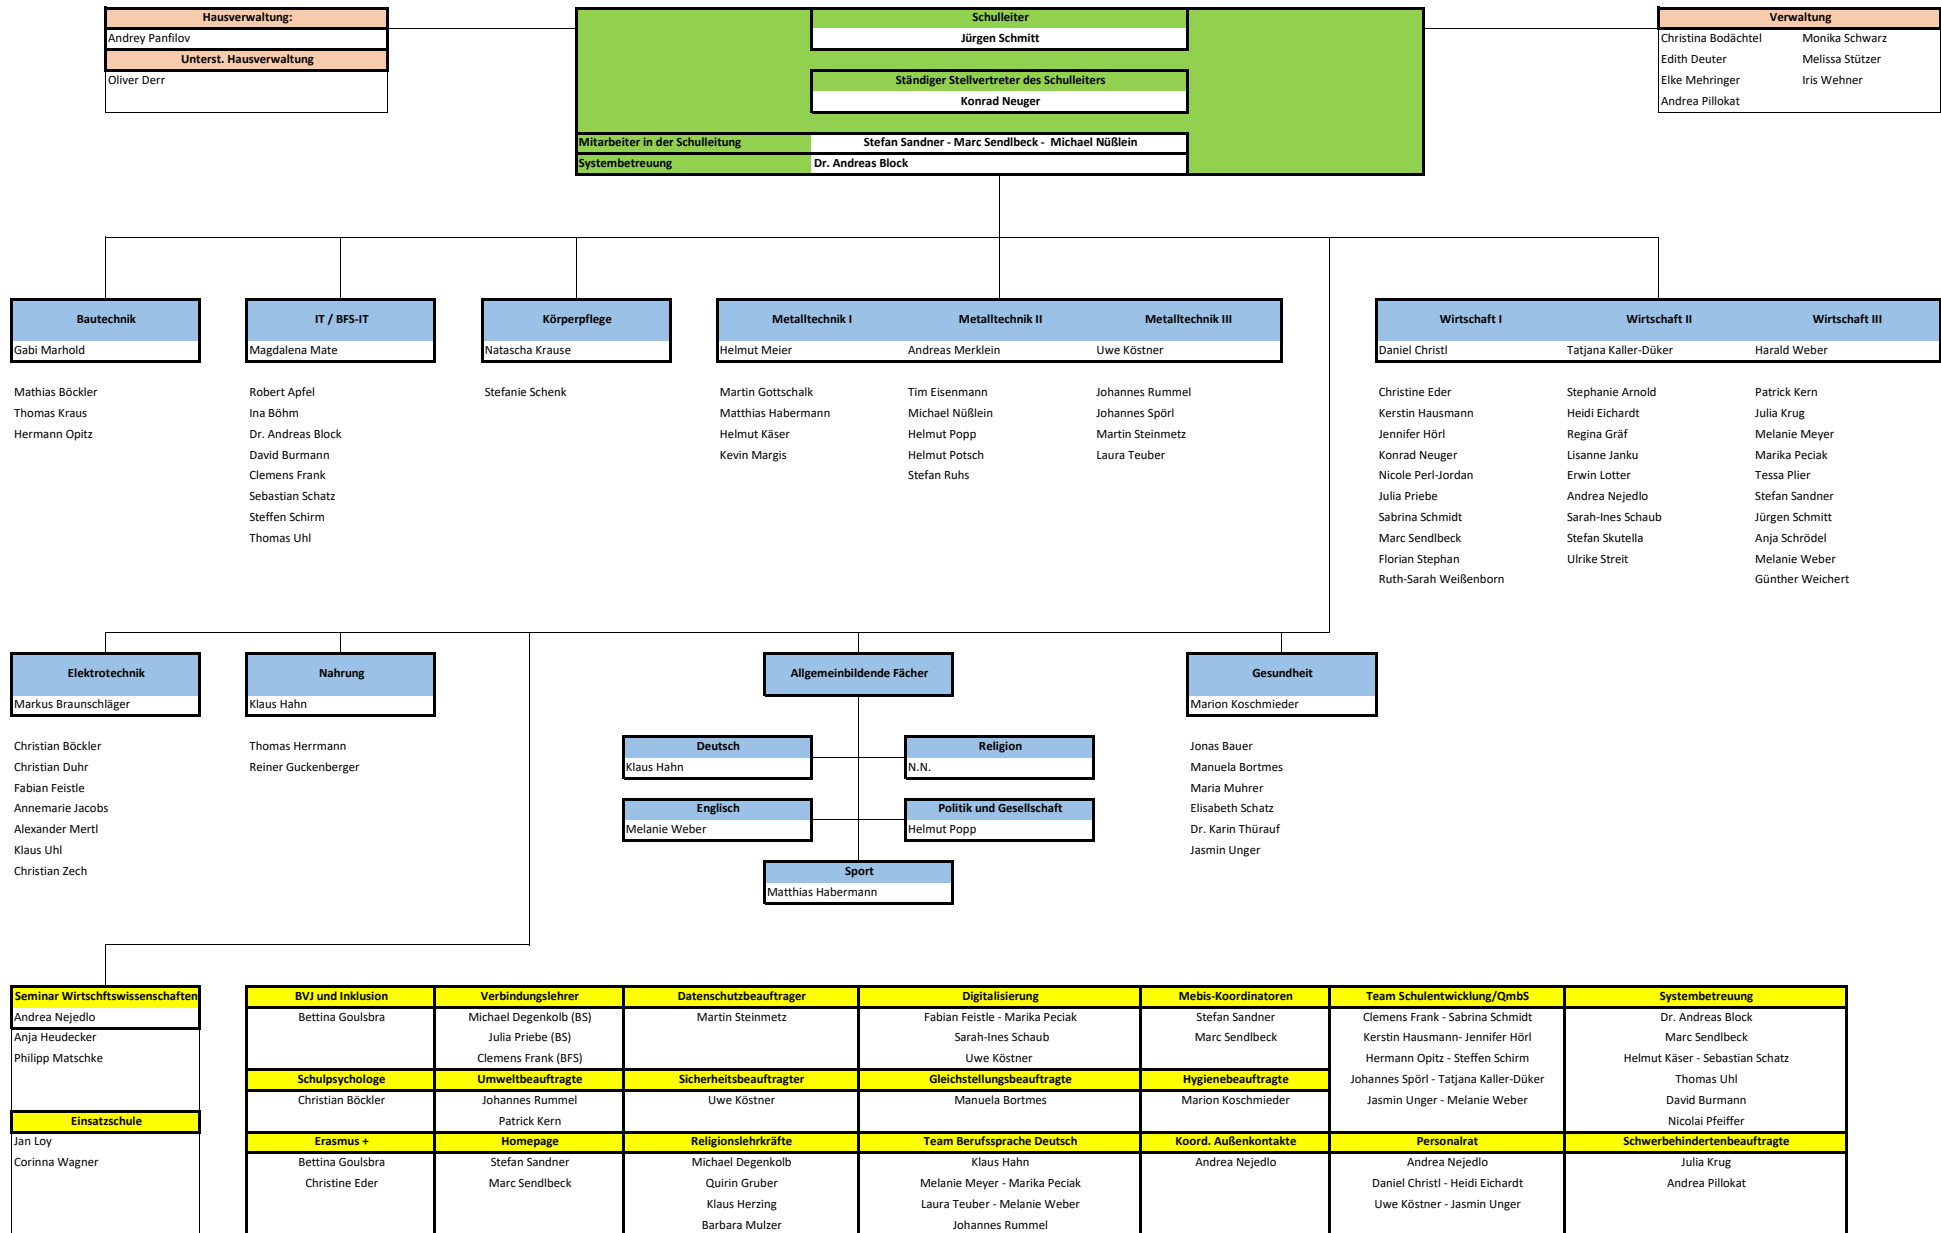 Hausverwaltung:
Andrey Panfilov
Unterst. Hausverwaltung
Oliver Derr
Schulleiter
Jürgen Schmitt
Ständiger Stellvertreter des Schulleiters
Konrad Neuger
Mitarbeiter in der Schulleitung
Stefan Sandner - Marc Sendlbeck - Michael Nüßlein
Systembetreuung
Dr. Andreas Block
Verwaltung
Christina Bodächtel Monika Schwarz
Edith Deuter Melissa Stützer
Elke Mehringer Iris Wehner
Andrea Pillokat
Bautechnik
Gabi Marhold
Mathias Böckler
Thomas Kraus
Hermann Opitz
IT / BFS-IT
Magdalena Mate
Robert Apfel
Ina Böhm
Dr. Andreas Block
David Burmann
Clemens Frank
Sebastian Schatz
Steffen Schirm
Thomas Uhl
Körperpflege
Natascha Krause
Stefanie Schenk
Metalltechnik I
Helmut Meier
Martin Gottschalk
Matthias Habermann
Helmut Käser
Kevin Margis
Metalltechnik II
Andreas Merklein
Tim Eisenmann
Michael Nüßlein
Helmut Popp
Helmut Potsch
Stefan Ruhs
Metalltechnik III
Uwe Köstner
Johannes Rummel
Johannes Spörl
Martin Steinmetz
Laura Teuber
Wirtschaft I
Daniel Christl
Christine Eder
Kerstin Hausmann
Jennifer Hörl
Konrad Neuger
Nicole Perl-Jordan
Julia Priebe
Sabrina Schmidt
Marc Sendlbeck
Florian Stephan
Ruth-Sarah Weißenborn
Wirtschaft II
Tatjana Kaller-Düker
Stephanie Arnold
Heidi Eichardt
Regina Gräf
Lisanne Janku
Erwin Lotter
Andrea Nejedlo
Sarah-Ines Schaub
Stefan Skutella
Ulrike Streit
Wirtschaft III
Harald Weber
Patrick Kern
Julia Krug
Melanie Meyer
Marika Peciak
Tessa Plier
Stefan Sandner
Jürgen Schmitt
Anja Schrödel
Melanie Weber
Günther Weichert
Elektrotechnik
Markus Braunschläger
Christian Böckler
Christian Duhr
Fabian Feistle
Annemarie Jacobs
Alexander Mertl
Klaus Uhl
Christian Zech
Nahrung
Klaus Hahn
Thomas Herrmann
Reiner Guckenberger
Allgemeinbildende Fächer
Deutsch
Klaus Hahn
Religion
N.N.
Englisch
Melanie Weber
Politik und Gesellschaft
Helmut Popp
Sport
Matthias Habermann
Gesundheit
Marion Koschmieder
Jonas Bauer
Manuela Bortmes
Maria Muhrer
Elisabeth Schatz
Dr. Karin Thürauf
Jasmin Unger
Seminar Wirtschftswissenschaften
Andrea Nejedlo
Anja Heudecker
Philipp Matschke
Einsatzschule
Jan Loy
Corinna Wagner
BVJ und Inklusion
Bettina Goulsbra
Verbindungslehrer
Michael Degenkolb (BS)
Julia Priebe (BS)
Clemens Frank (BFS)
Datenschutzbeauftrager
Martin Steinmetz
Digitalisierung
Fabian Feistle - Marika Peciak
Sarah-Ines Schaub
Uwe Köstner
Mebis-Koordinatoren
Stefan Sandner
Marc Sendlbeck
Team Schulentwicklung/QmbS
Clemens Frank - Sabrina Schmidt
Kerstin Hausmann- Jennifer Hörl
Hermann Opitz - Steffen Schirm
Johannes Spörl - Tatjana Kaller-Düker
Jasmin Unger - Melanie Weber
Systembetreuung
Dr. Andreas Block
Marc Sendlbeck
Helmut Käser - Sebastian Schatz
Thomas Uhl
David Burmann
Nicolai Pfeiffer
Schulpsychologe
Christian Böckler
Umweltbeauftragte
Johannes Rummel
Patrick Kern
Sicherheitsbeauftragter
Uwe Köstner
Gleichstellungsbeauftragte
Manuela Bortmes
Hygienebeauftragte
Marion Koschmieder
Erasmus +
Bettina Goulsbra
Christine Eder
Homepage
Stefan Sandner
Marc Sendlbeck
Religionslehrkräfte
Michael Degenkolb
Quirin Gruber
Klaus Herzing
Barbara Mulzer
Team Berufssprache Deutsch
Klaus Hahn
Melanie Meyer - Marika Peciak
Laura Teuber - Melanie Weber
Johannes Rummel
Koord. Außenkontakte
Andrea Nejedlo
Personalrat
Andrea Nejedlo
Daniel Christl - Heidi Eichardt
Uwe Köstner - Jasmin Unger
Schwerbehindertenbeauftragte
Julia Krug
Andrea Pillokat